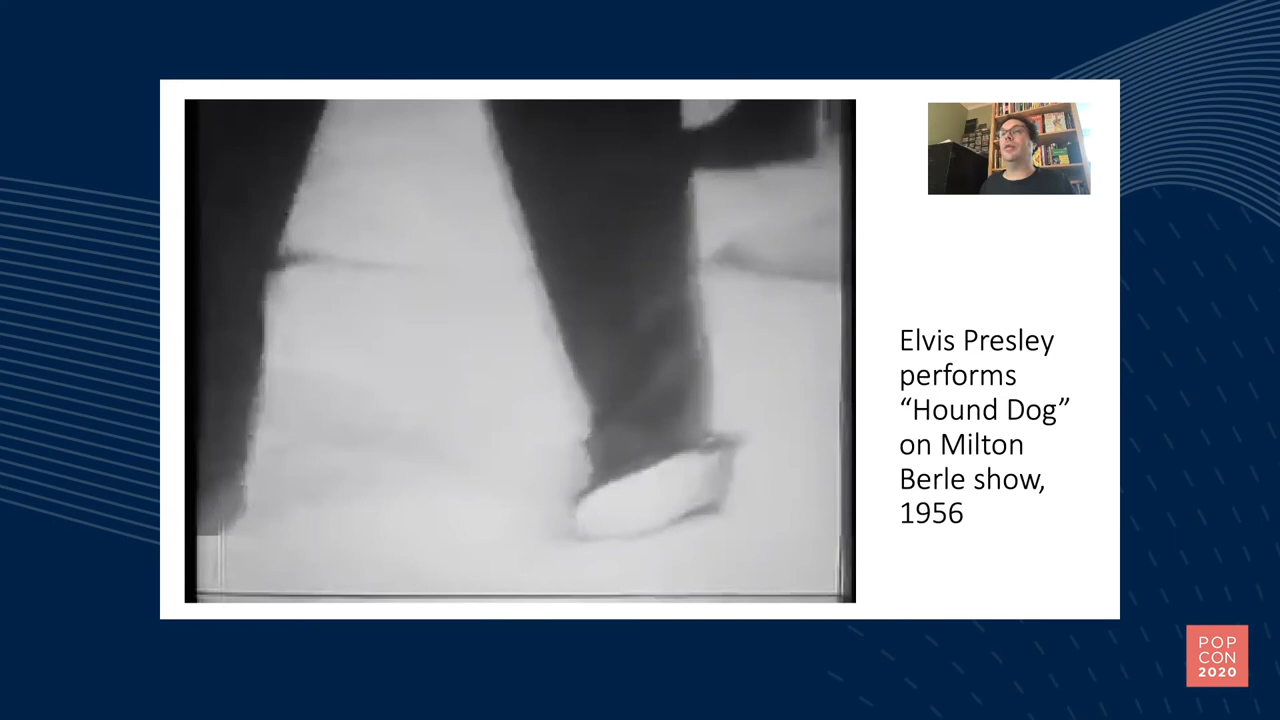 Elvis Presley
performs
“Hound Dog”
on Milton
Berle show,
1956
POP
CON
2020